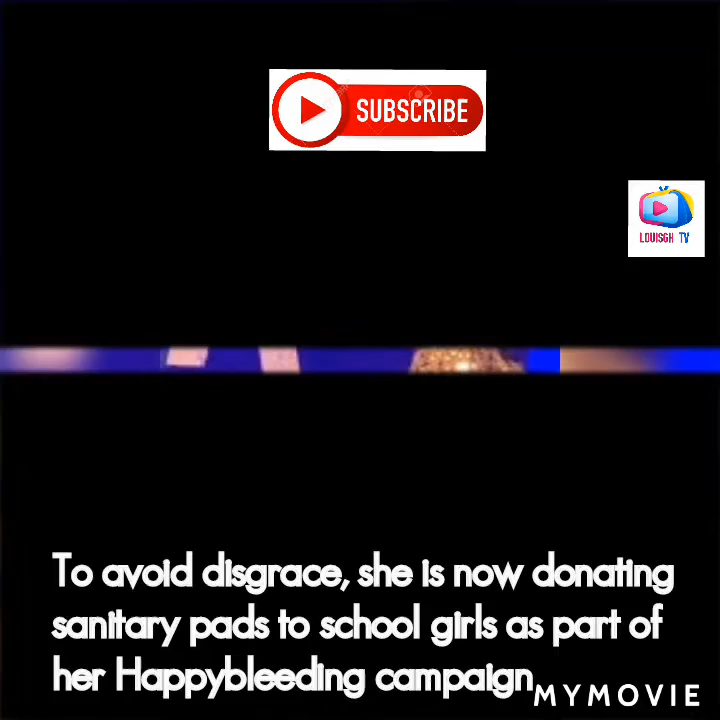 SUBSCRIBE
LOUISGH TV
To avoid disgrace, she is now donating
sanitary pads to school girls as part of
her Happybleeding campaign
MYMOVIE